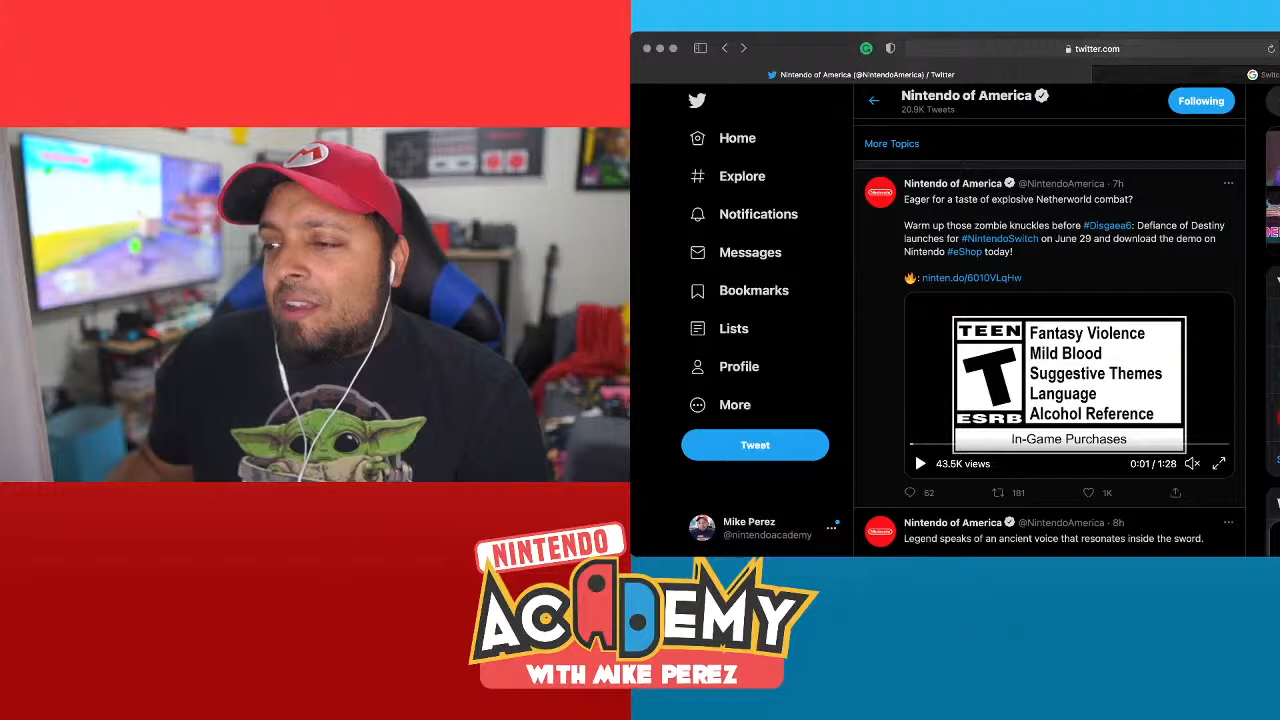 twitter.com
Nintendo of America (@NintendoAmerica) / Twitter
Nintendo of America
20.9K Tweets
Following
Home
Explore
Notifications
Messages
Bookmarks
Lists
Profile
More
Tweet
Mike Perez
@nintendoacademy
More Topics
Nintendo of America @NintendoAmerica · 7h
Eager for a taste of explosive Netherworld combat?
Warm up those zombie knuckles before #Disgaea6: Defiance of Destiny
launches for #NintendoSwitch on June 29 and download the demo on
Nintendo #eShop today!
🔥: ninten.do/6010VLqHw
TEEN
T
ESRB
Fantasy Violence
Mild Blood
Suggestive Themes
Language
Alcohol Reference
In-Game Purchases
43.5K views
0:01 / 1:28
62
181
1K
Nintendo of America @NintendoAmerica · 8h
Legend speaks of an ancient voice that resonates inside the sword.
M
NINTENDO
ACADEMY
WITH MIKE PEREZ